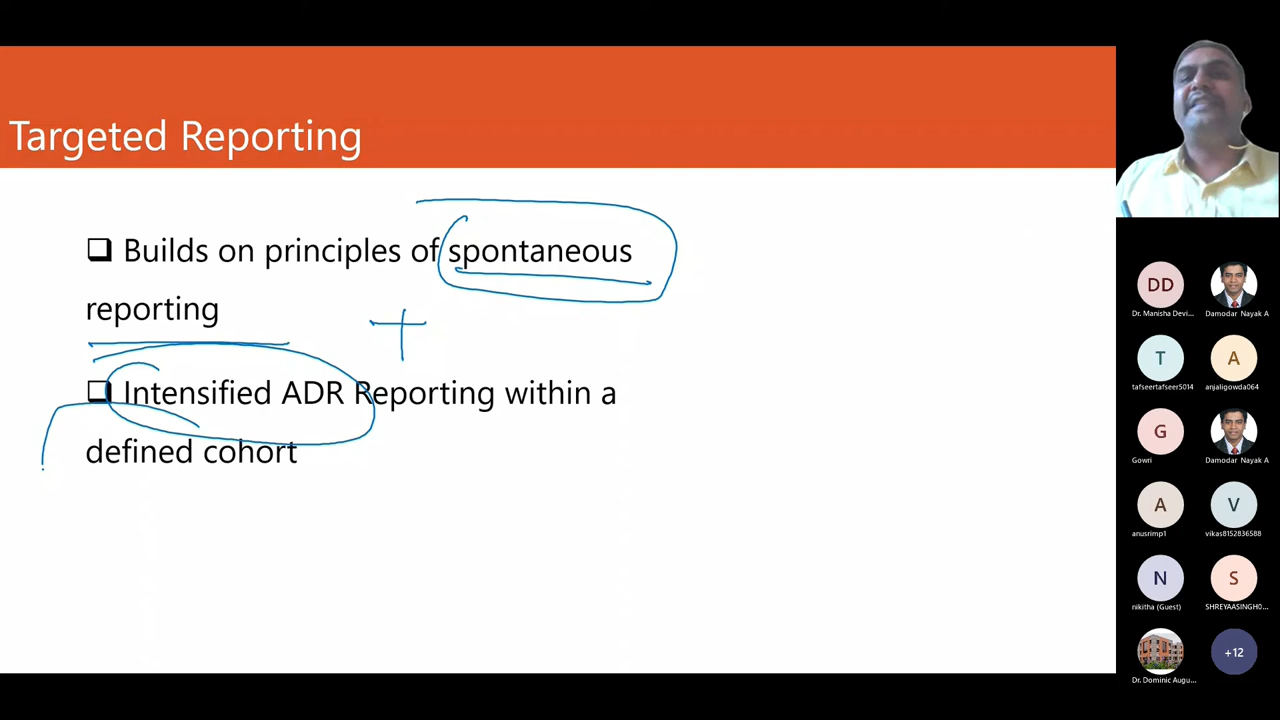 Targeted Reporting
❑ Builds on principles of spontaneous
reporting
+
❑ Intensified ADR Reporting within a
defined cohort
DD
Dr. Manisha Devi...
Damodar Nayak A
T
tafseertafseer5014
A
anjaligowda064
G
Gowri
Damodar Nayak A
A
anusrimp1
V
vikas8152836588
N
nikitha (Guest)
S
SHREYAASINGH0...
Dr. Dominic Augu...
+12